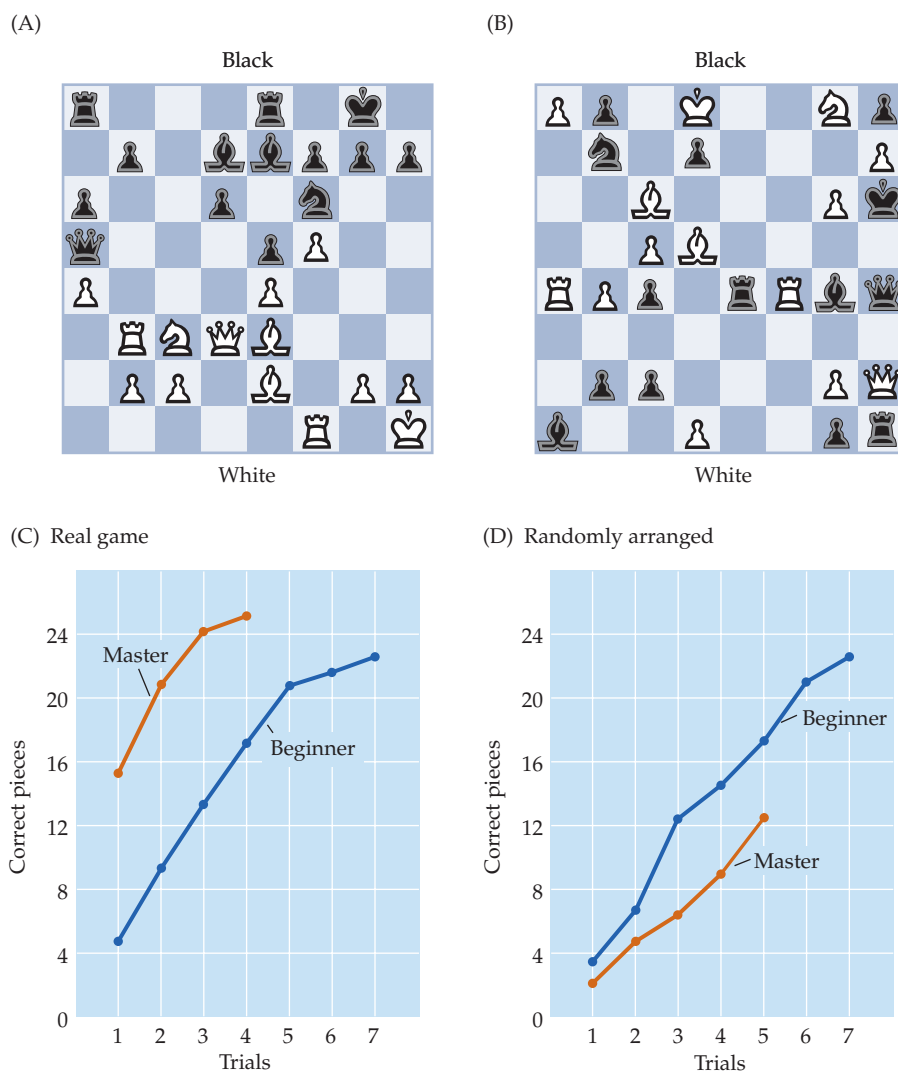 (A)
Black
White
(B)
Black
White
(C) Real game
24
20
16
12
8
4
0
Correct pieces
Master
Beginner
1 2 3 4 5 6 7
Trials
(D) Randomly arranged
24
20
16
12
8
4
0
Correct pieces
Beginner
Master
1 2 3 4 5 6 7
Trials